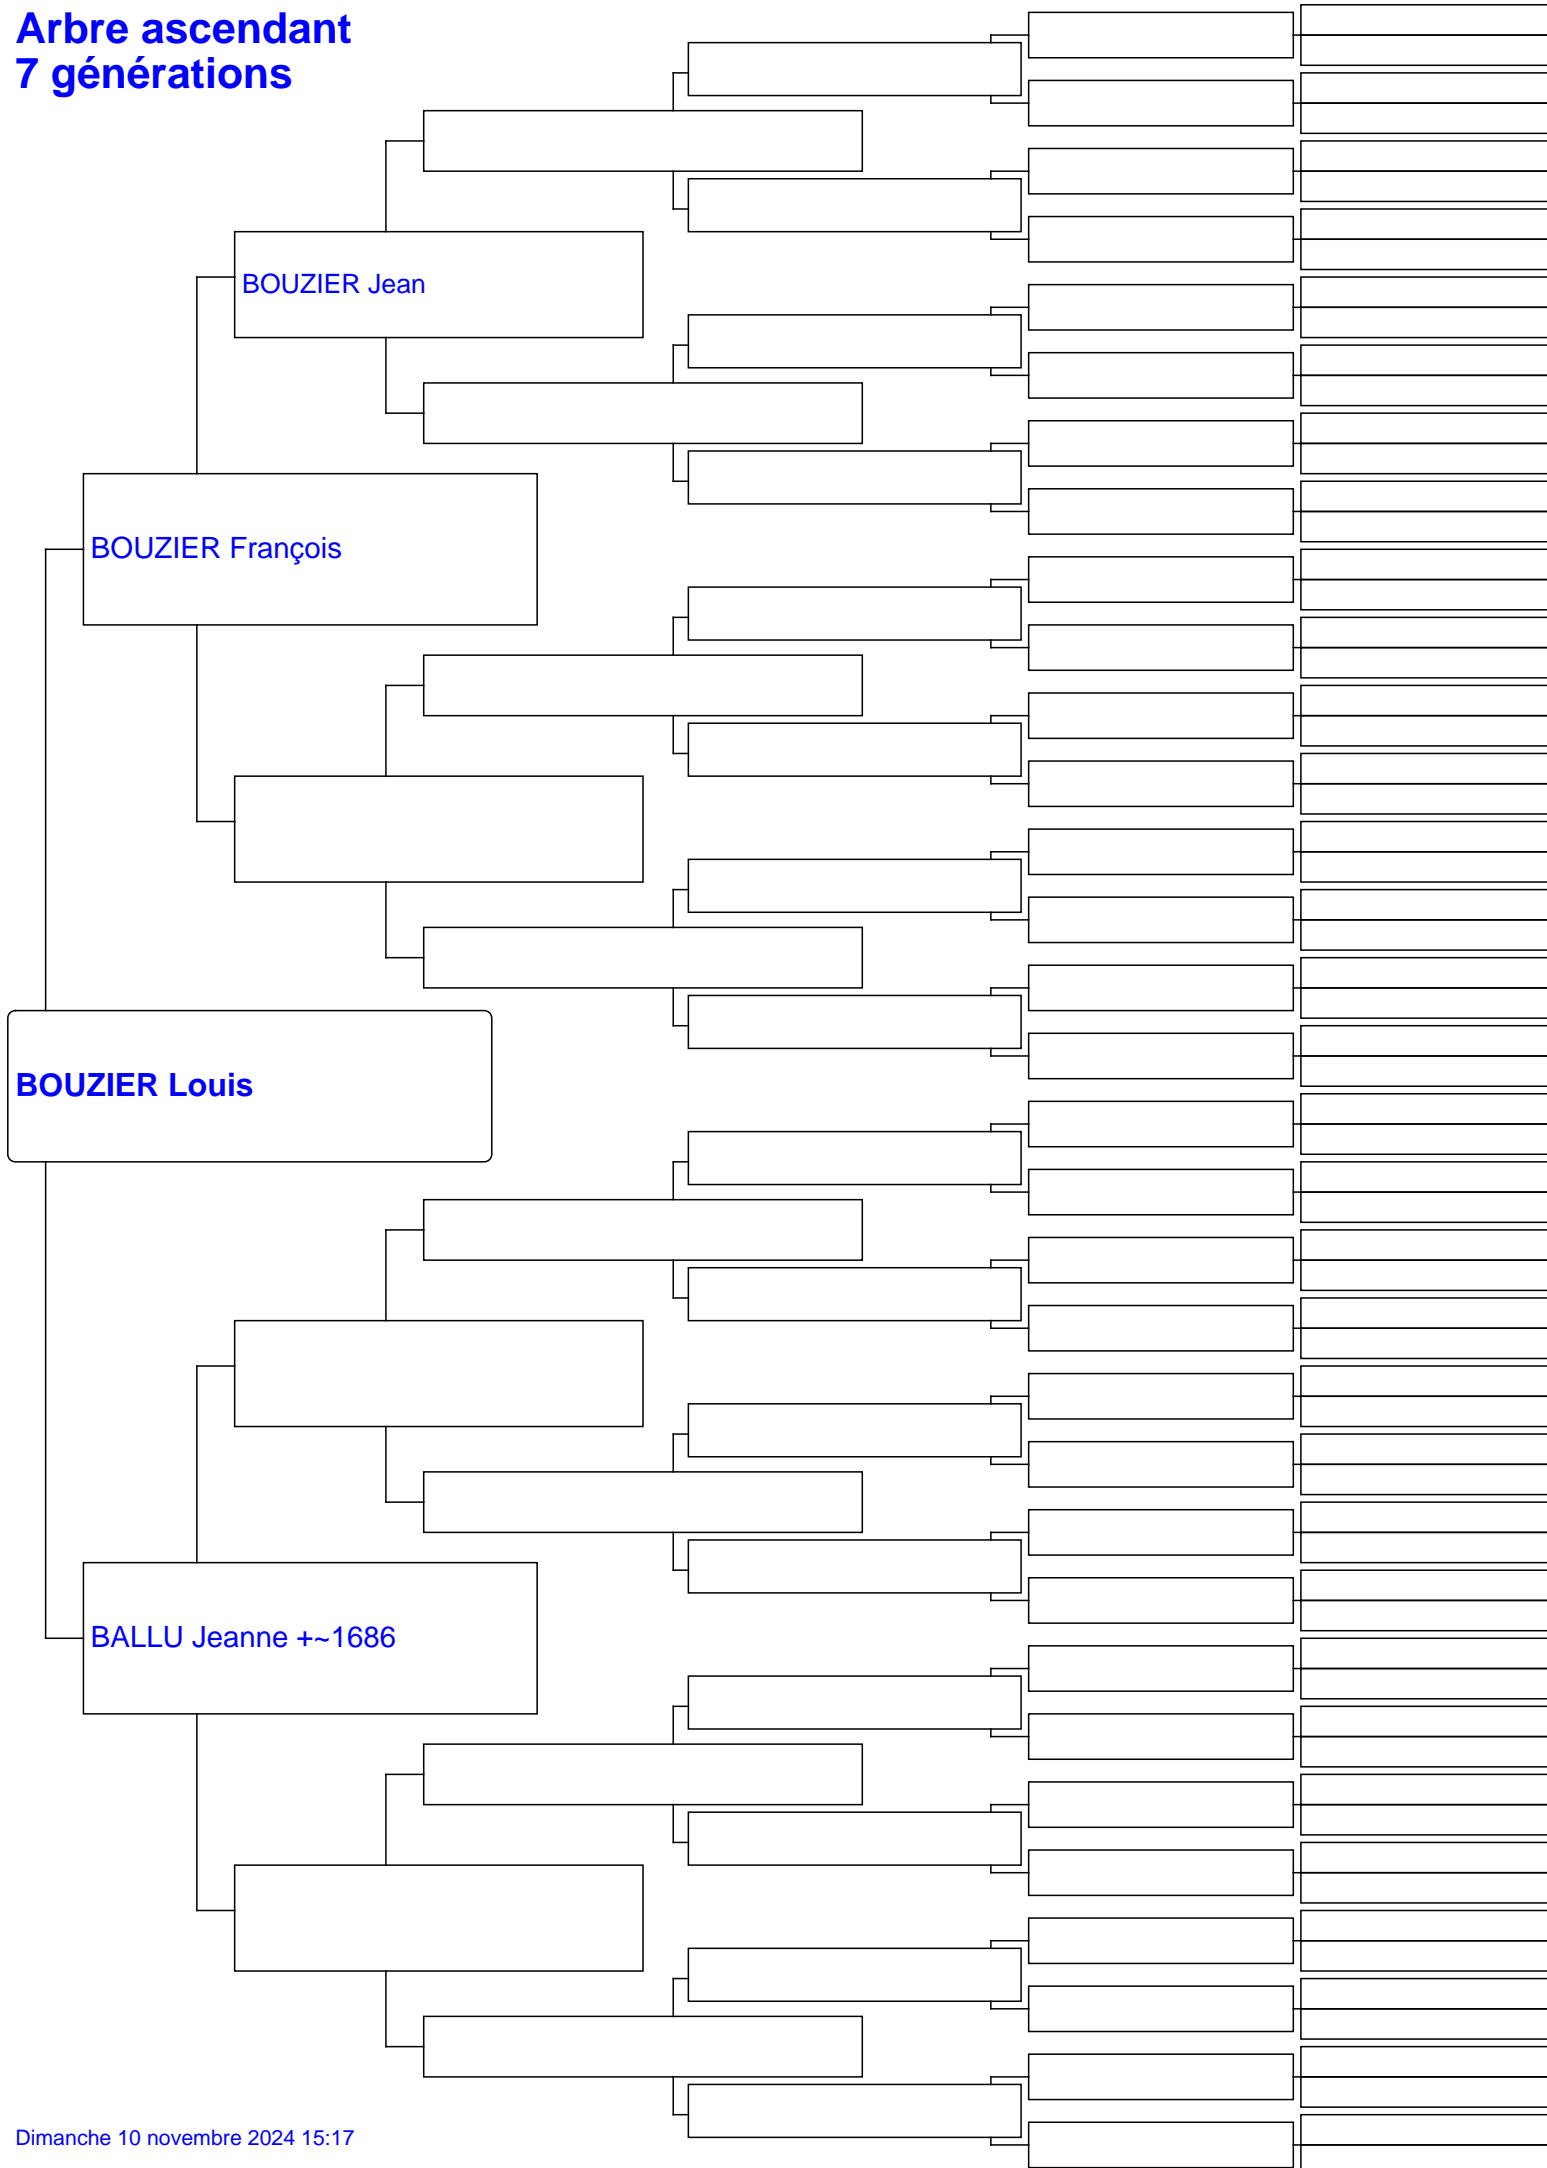 Arbre ascendant
7 générations
BOUZIER Jean
BOUZIER François
BOUZIER Louis
BALLU Jeanne +~1686
Dimanche 10 novembre 2024 15:17